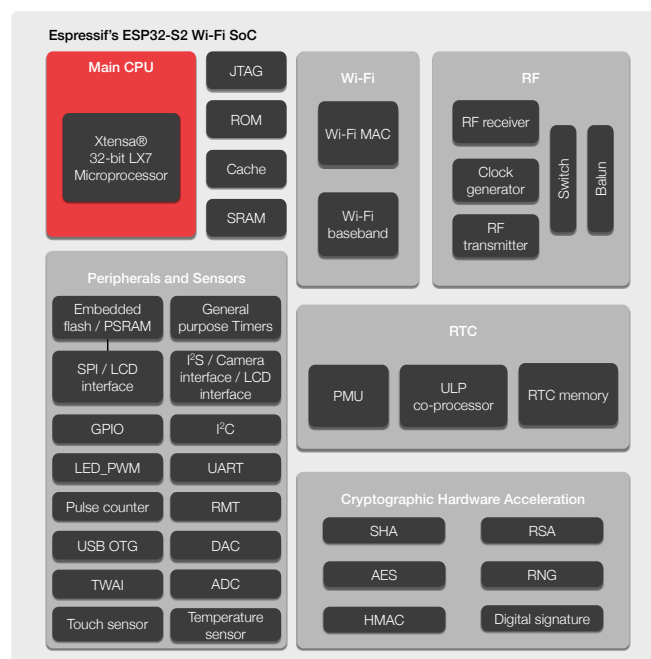 Espressif's ESP32-S2 Wi-Fi SoC
Main CPU
Xtensa®
32-bit LX7
Microprocessor
JTAG
ROM
Cache
SRAM
Wi-Fi
Wi-Fi MAC
Wi-Fi
baseband
RF
RF receiver
Clock
generator
RF
transmitter
Switch
Balun
Peripherals and Sensors
Embedded
flash / PSRAM
General
purpose Timers
SPI / LCD
interface
I²S / Camera
interface / LCD
interface
GPIO
I²C
LED_PWM
UART
Pulse counter
RMT
USB OTG
DAC
TWAI
ADC
Touch sensor
Temperature
sensor
RTC
PMU
ULP
co-processor
RTC memory
Cryptographic Hardware Acceleration
SHA
RSA
AES
RNG
HMAC
Digital signature